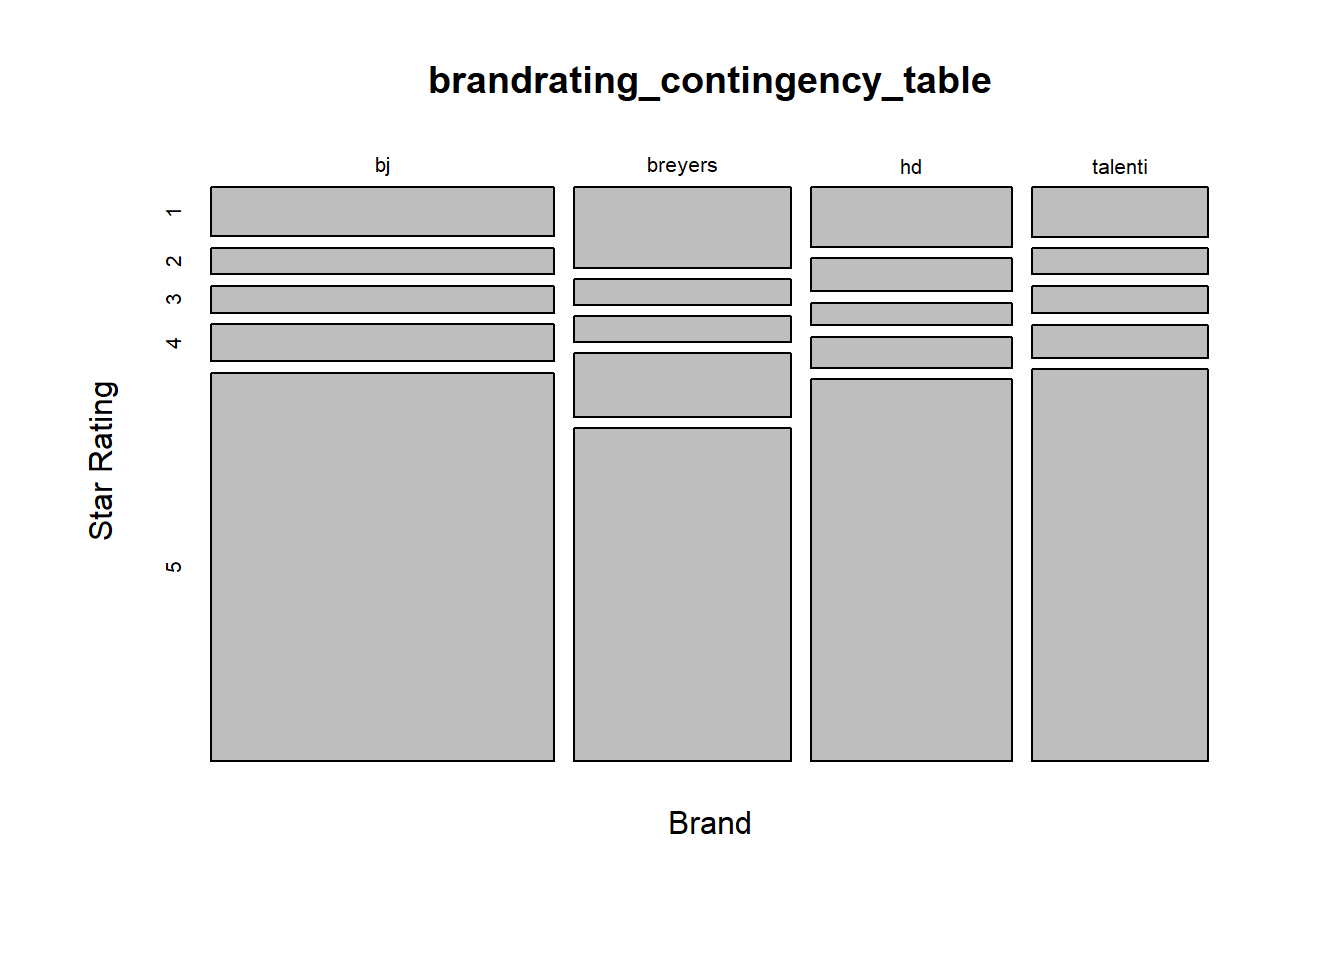 brandrating_contingency_table
bj breyers hd talenti
1
2
3
4
5
Star Rating
Brand